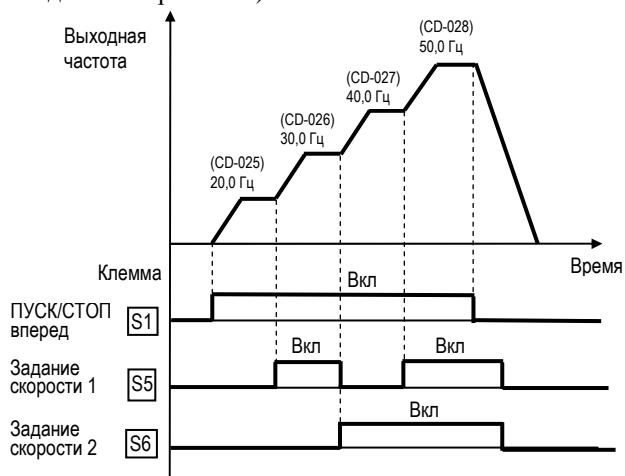 Выходная
частота
(CD-028)
50,0 Гц
(CD-027)
40,0 Гц
(CD-026)
30,0 Гц
(CD-025)
20,0 Гц
Время
Клемма
Вкл
ПУСК/СТОП
вперед
S1
Вкл
Вкл
Задание
скорости 1
S5
Вкл
Задание
скорости 2
S6